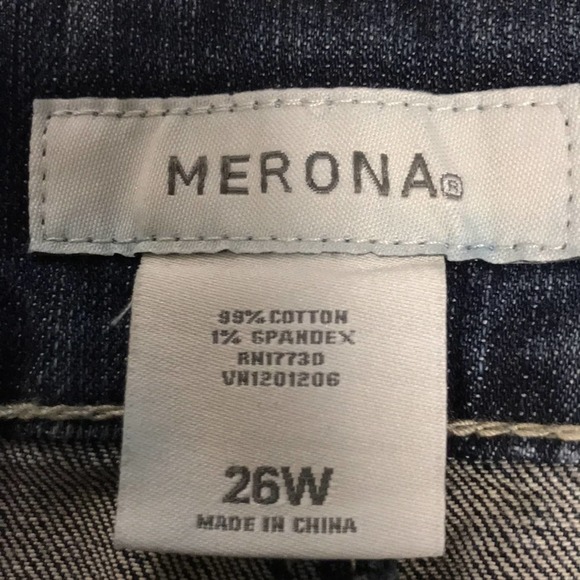 MERONA®
99% COTTON
1% SPANDEX
RN17730
VN1201206
26W
MADE IN CHINA